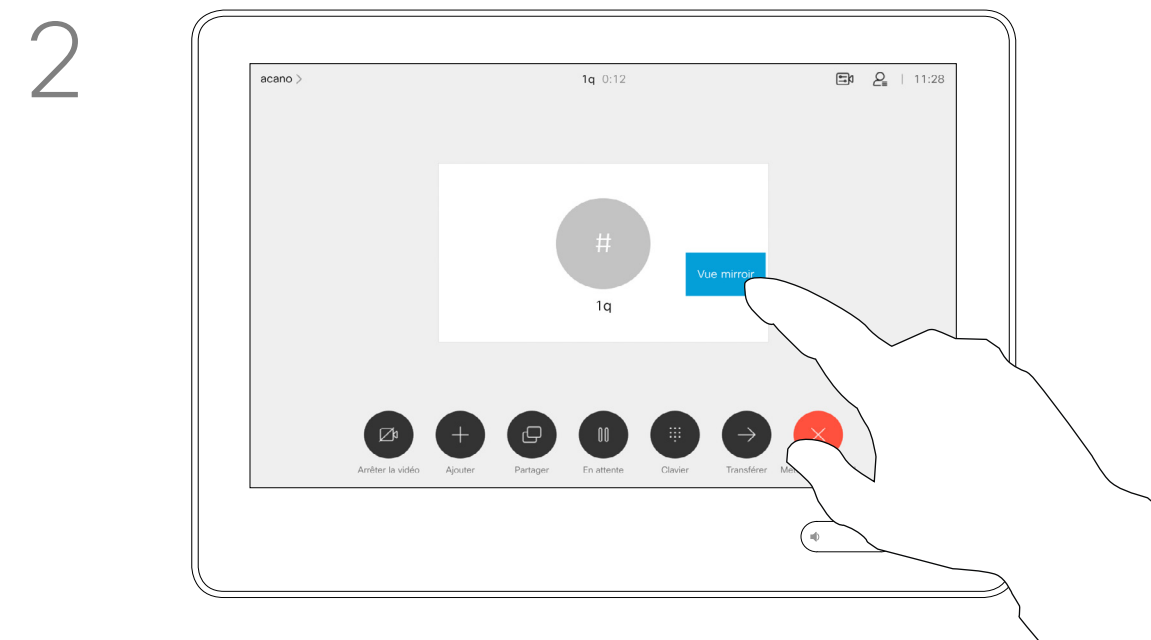 2
acano >
1q 0:12
11:28
#
Vue mirroir
1q
Arrêter la vidéo
Ajouter
Partager
En attente
Clavier
Transférer